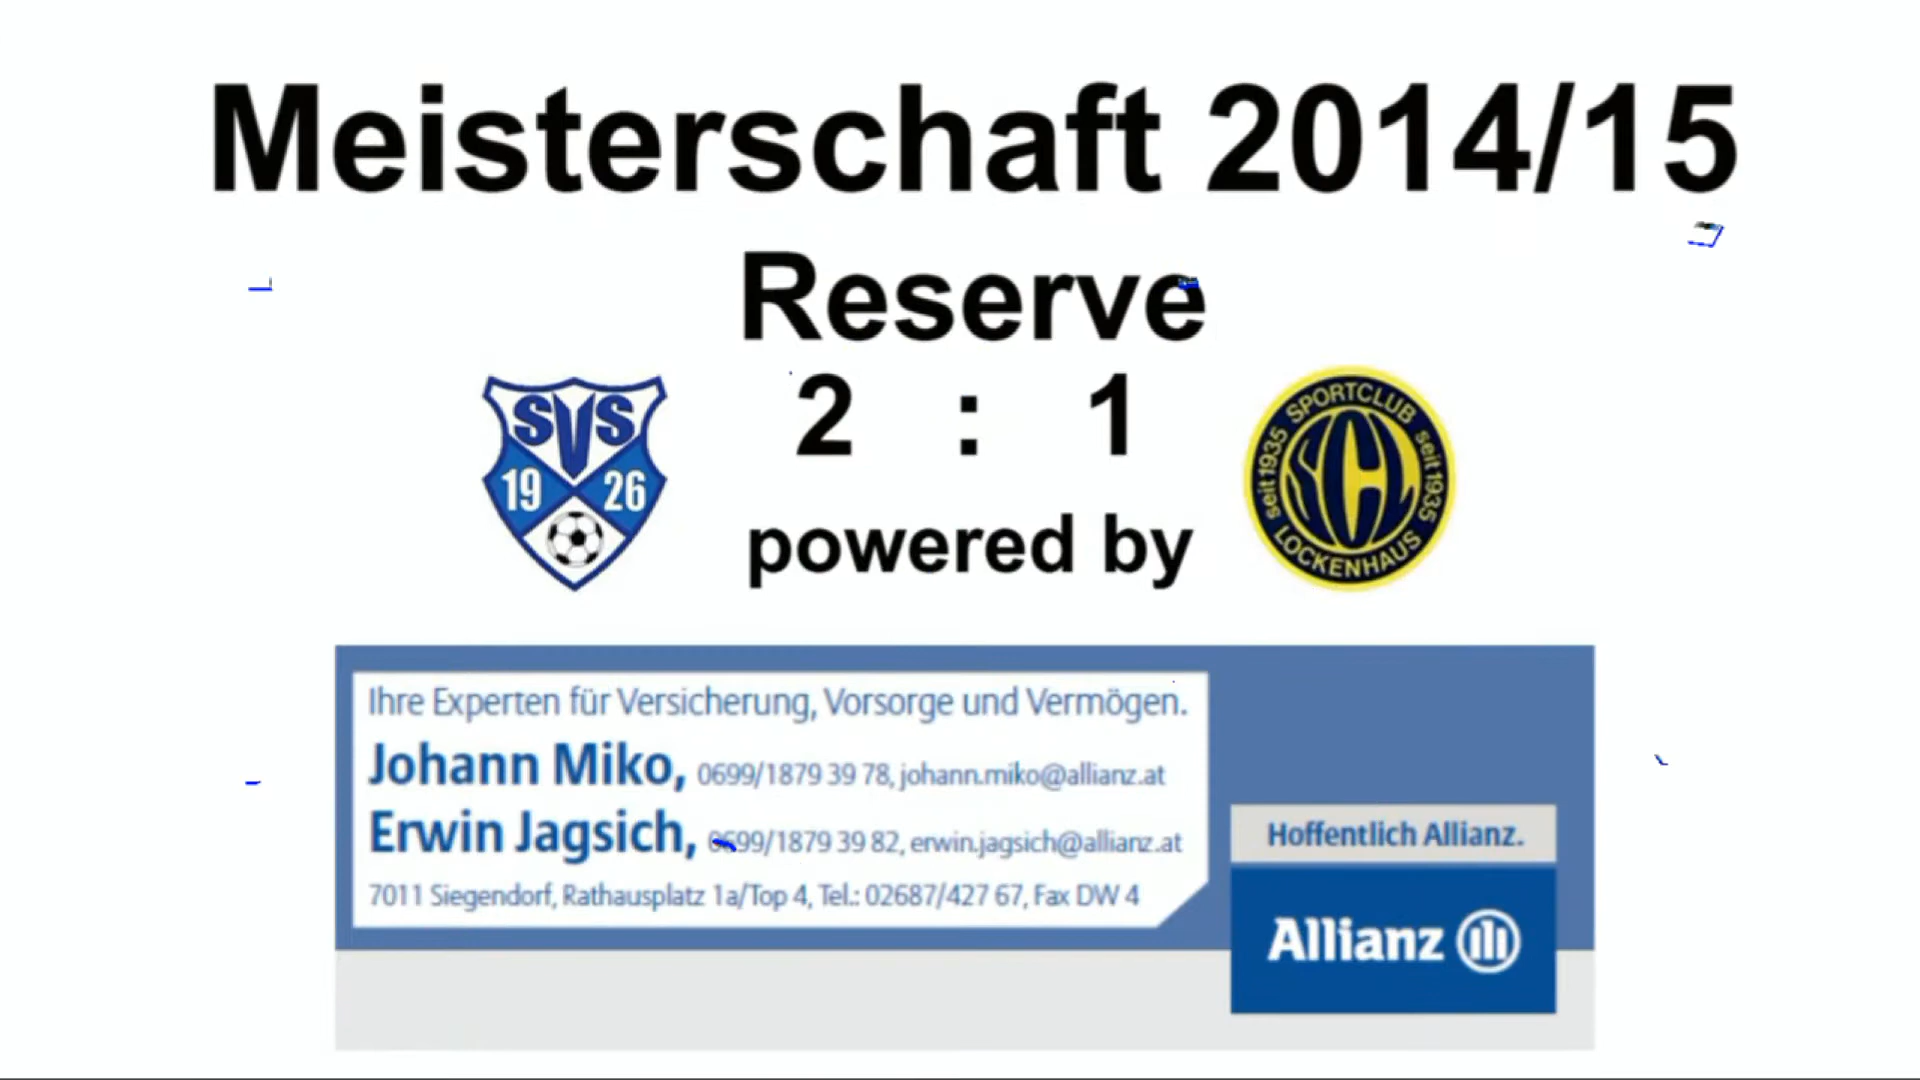 Meisterschaft 2014/15
Reserve
2 : 1
SVS
19 26
SPORTCLUB
seit 1935
seit 1935
SCL
LOCKENHAUS
powered by
Ihre Experten für Versicherung, Vorsorge und Vermögen.
Johann Miko, 0699/1879 39 78, johann.miko@allianz.at
Erwin Jagsich, 0699/1879 39 82, erwin.jagsich@allianz.at
7011 Siegendorf, Rathausplatz 1a/Top 4, Tel.: 02687/427 67, Fax DW 4
Hoffentlich Allianz.
Allianz